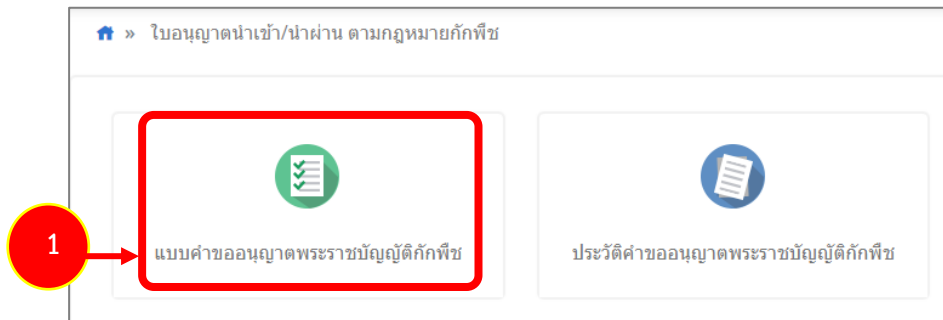 » ใบอนุญาตนำเข้า/นำผ่าน ตามกฎหมายกักพืช
1
แบบคำขออนุญาตพระราชบัญญัติกักพืช
ประวัติคำขออนุญาตพระราชบัญญัติกักพืช